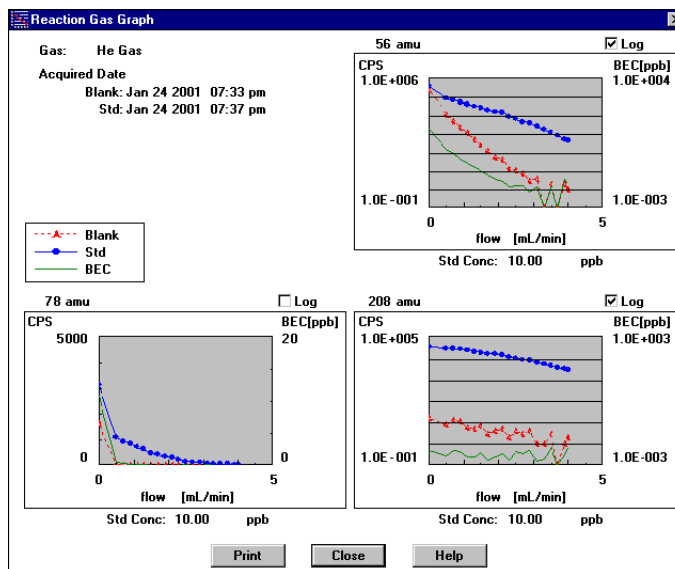 Reaction Gas Graph
Gas: He Gas
Acquired Date
Blank: Jan 24 2001 07:33 pm
Std: Jan 24 2001 07:37 pm
56 amu Log
CPS BEC[ppb]
1.0E+006 1.0E+004
1.0E-001 1.0E-003
0 5
flow [mL/min]
Std Conc: 10.00 ppb
Blank
Std
BEC
78 amu Log
CPS BEC[ppb]
5000 20
0 0
0 5
flow [mL/min]
Std Conc: 10.00 ppb
208 amu Log
CPS BEC[ppb]
1.0E+005 1.0E+003
1.0E-001 1.0E-003
0 5
flow [mL/min]
Std Conc: 10.00 ppb
Print Close Help